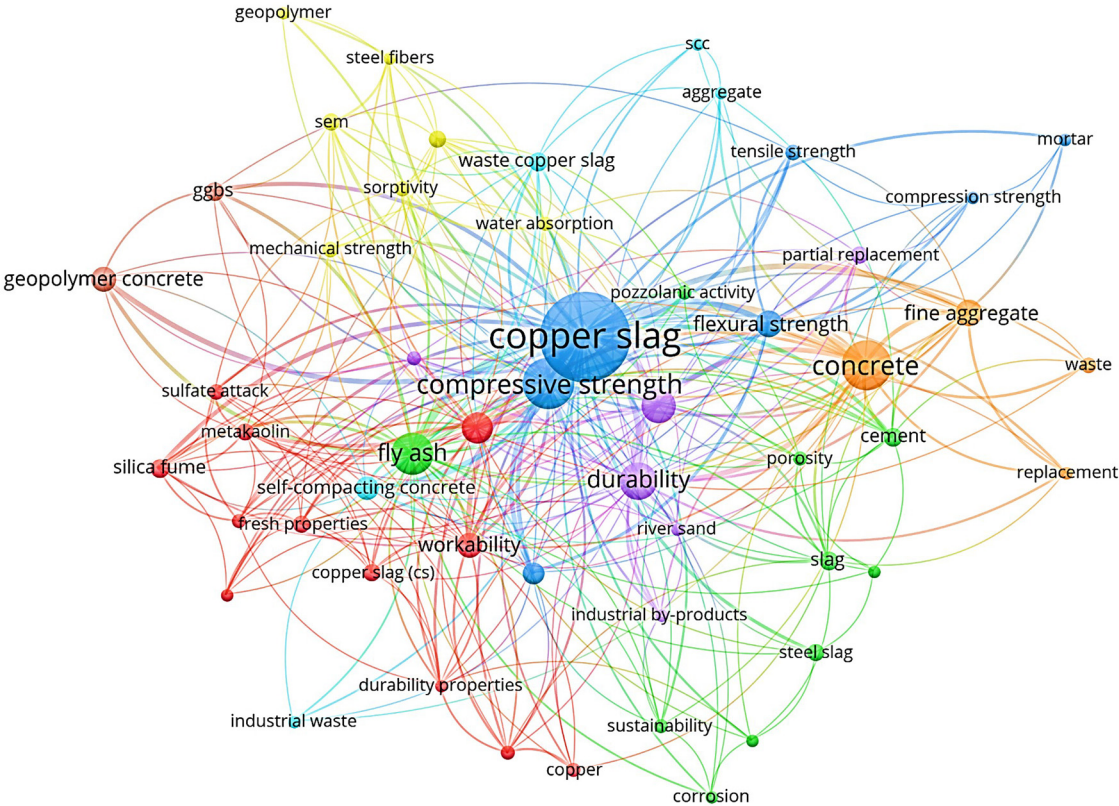 geopolymer
scc
steel fibers
aggregate
sem
mortar
tensile strength
waste copper slag
sorptivity
ggbs
compression strength
water absorption
mechanical strength
partial replacement
geopolymer concrete
pozzolanic activity
fine aggregate
flexural strength
copper slag
concrete
waste
compressive strength
sulfate attack
metakaolin
cement
fly ash
porosity
silica fume
replacement
durability
self-compacting concrete
fresh properties
river sand
workability
slag
copper slag (cs)
industrial by-products
steel slag
durability properties
industrial waste
sustainability
copper
corrosion